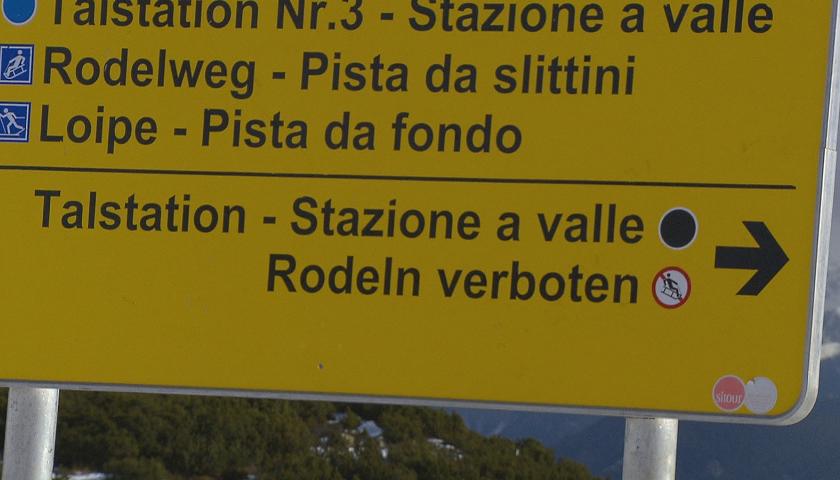 Talstation Nr.3 - Stazione a valle
Rodelweg - Pista da slittini
Loipe - Pista da fondo
Talstation - Stazione a valle
Rodeln verboten
sitour